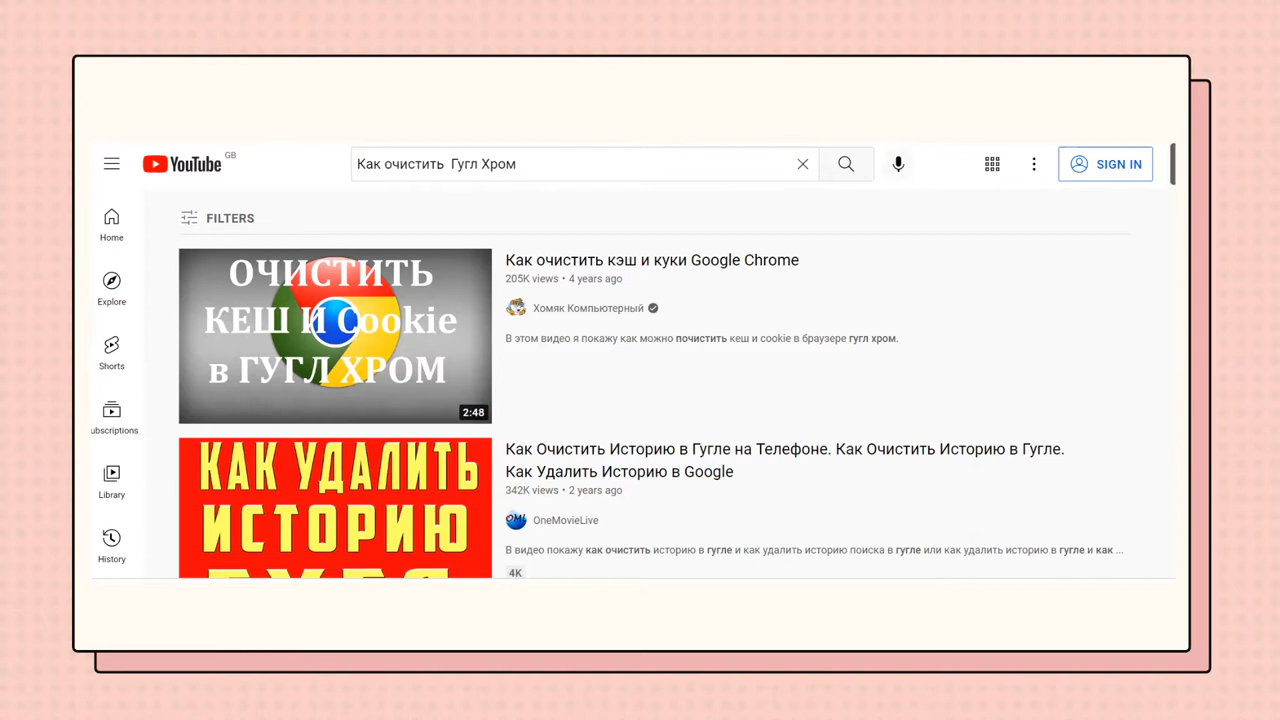 YouTube GB
Как очистить  Гугл Хром
SIGN IN
Home
Explore
Shorts
ubscriptions
Library
History
FILTERS
ОЧИСТИТЬ
КЕШ И Cookie
в ГУГЛ ХРОМ
2:48
Как очистить кэш и куки Google Chrome
205K views • 4 years ago
Хомяк Компьютерный
В этом видео я покажу как можно почистить кеш и cookie в браузере гугл хром.
КАК УДАЛИТЬ
ИСТОРИЮ
Как Очистить Историю в Гугле на Телефоне. Как Очистить Историю в Гугле.
Как Удалить Историю в Google
342K views • 2 years ago
OML OneMovieLive
В видео покажу как очистить историю в гугле и как удалить историю поиска в гугле или как удалить историю в гугле и как ...
4K